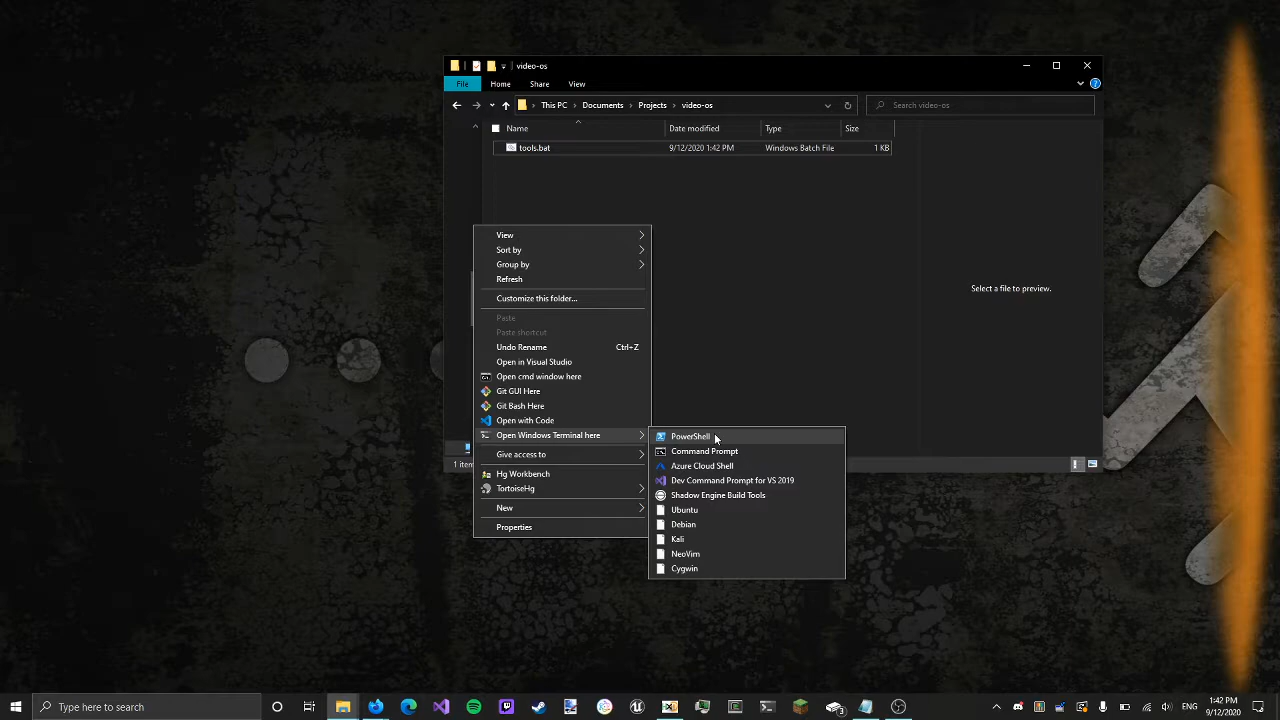 video-os
File Home Share View
This PC Documents Projects video-os
Search video-os
Name Date modified Type Size
tools.bat 9/12/2020 1:42 PM Windows Batch File 1 KB
Select a file to preview.
View
Sort by
Group by
Refresh
Customize this folder...
Paste
Paste shortcut
Undo Rename Ctrl+Z
Open in Visual Studio
Open cmd window here
Git GUI Here
Git Bash Here
Open with Code
Open Windows Terminal here
Give access to
Hg Workbench
TortoiseHg
New
Properties
PowerShell
Command Prompt
Azure Cloud Shell
Dev Command Prompt for VS 2019
Shadow Engine Build Tools
Ubuntu
Debian
Kali
NeoVim
Cygwin
1 item
Type here to search
3
1:42 PM
9/12/2020